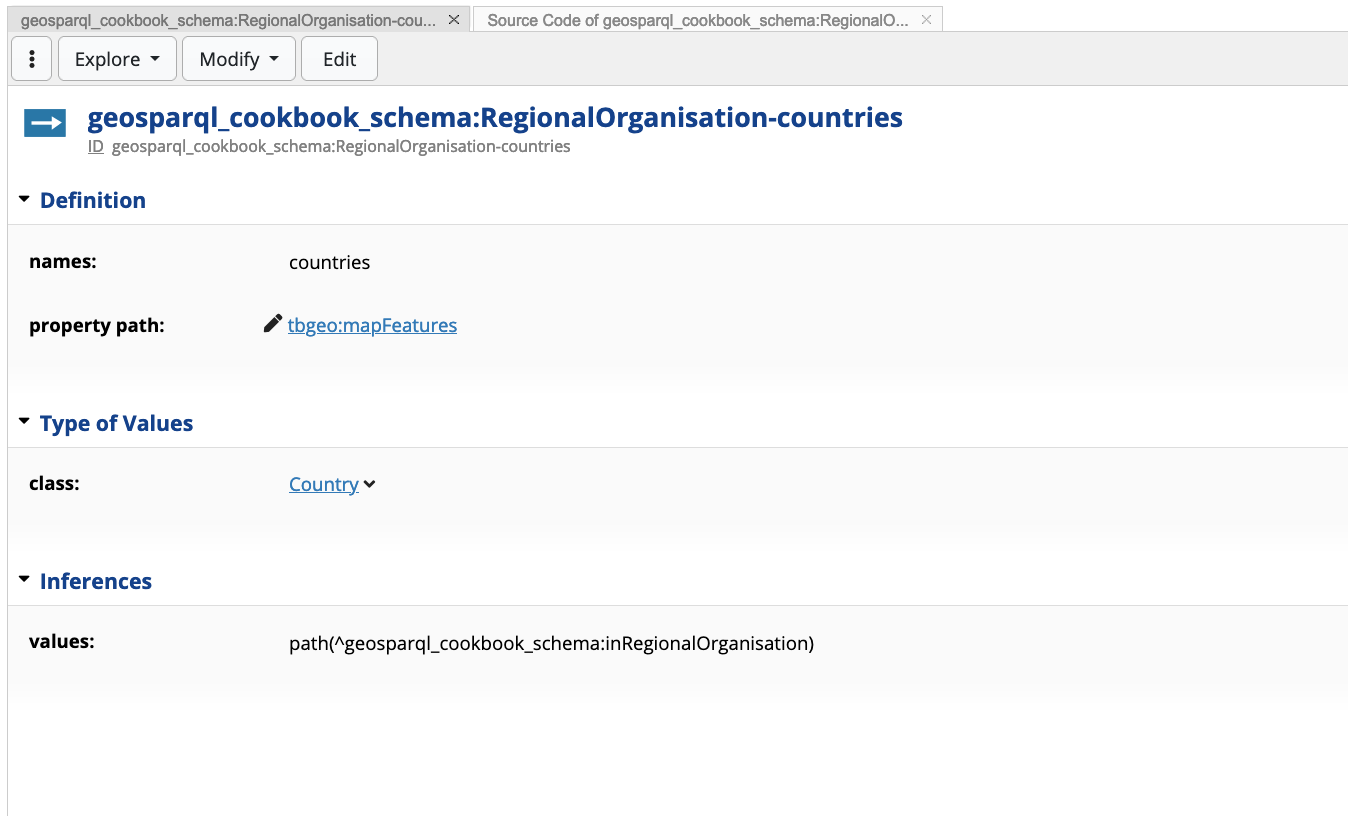 geosparql_cookbook_schema:RegionalOrganisation-cou...
Source Code of geosparql_cookbook_schema:RegionalO...
Explore
Modify
Edit
geosparql_cookbook_schema:RegionalOrganisation-countries
ID geosparql_cookbook_schema:RegionalOrganisation-countries
Definition
names: countries
property path: tbgeo:mapFeatures
Type of Values
class: Country
Inferences
values: path(^geosparql_cookbook_schema:inRegionalOrganisation)